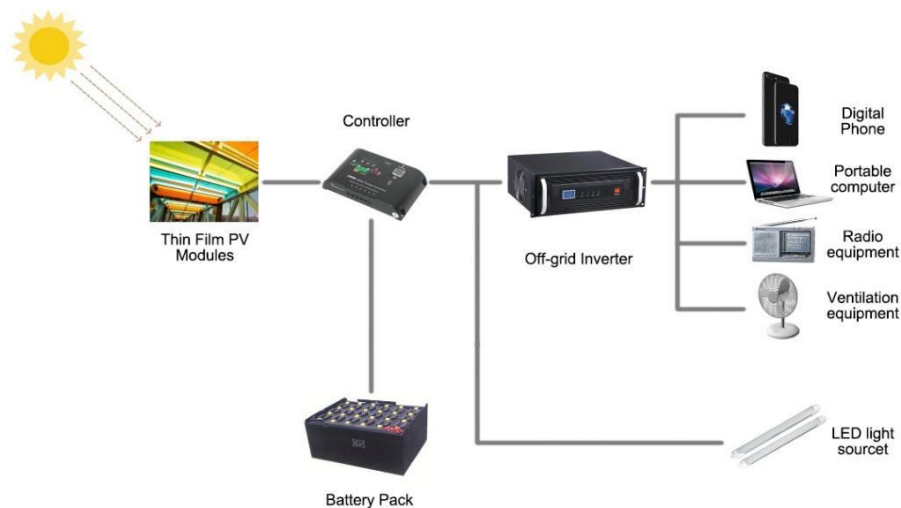 Controller
Thin Film PV
Modules
Off-grid Inverter
Battery Pack
Digital
Phone
Portable
computer
Radio
equipment
Ventilation
equipment
LED light
sourcet